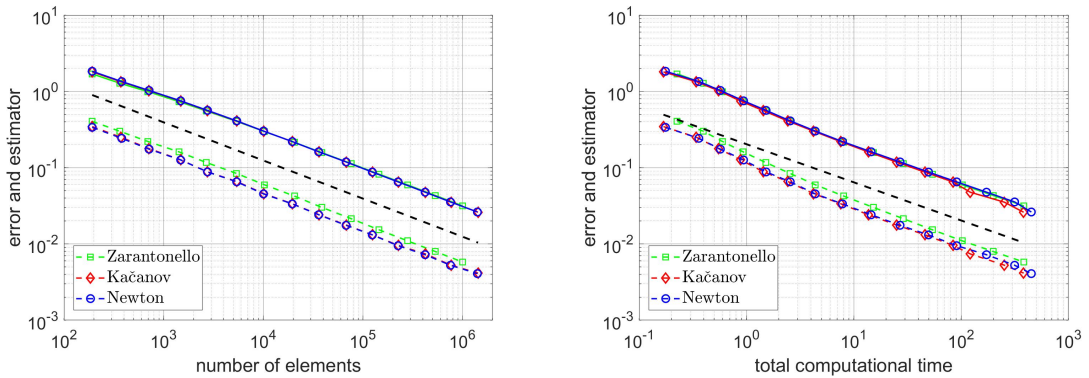 error and estimator
10^1
10^0
10^-1
10^-2
10^-3
Zarantonello
Kačanov
Newton
10^2 10^3 10^4 10^5 10^6
number of elements
error and estimator
10^1
10^0
10^-1
10^-2
10^-3
Zarantonello
Kačanov
Newton
10^-1 10^0 10^1 10^2 10^3
total computational time